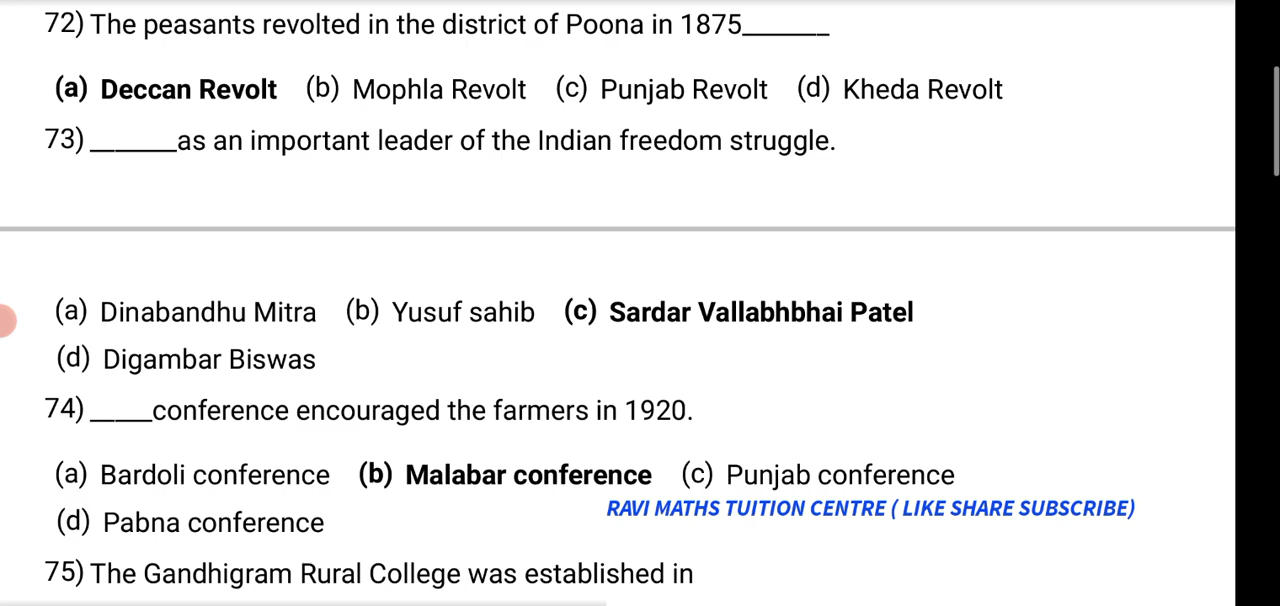 72) The peasants revolted in the district of Poona in 1875______
(a) Deccan Revolt (b) Mophla Revolt (c) Punjab Revolt (d) Kheda Revolt
73) ______as an important leader of the Indian freedom struggle.
(a) Dinabandhu Mitra (b) Yusuf sahib (c) Sardar Vallabhbhai Patel
(d) Digambar Biswas
74) ____conference encouraged the farmers in 1920.
(a) Bardoli conference (b) Malabar conference (c) Punjab conference
(d) Pabna conference
RAVI MATHS TUITION CENTRE ( LIKE SHARE SUBSCRIBE)
75) The Gandhigram Rural College was established in